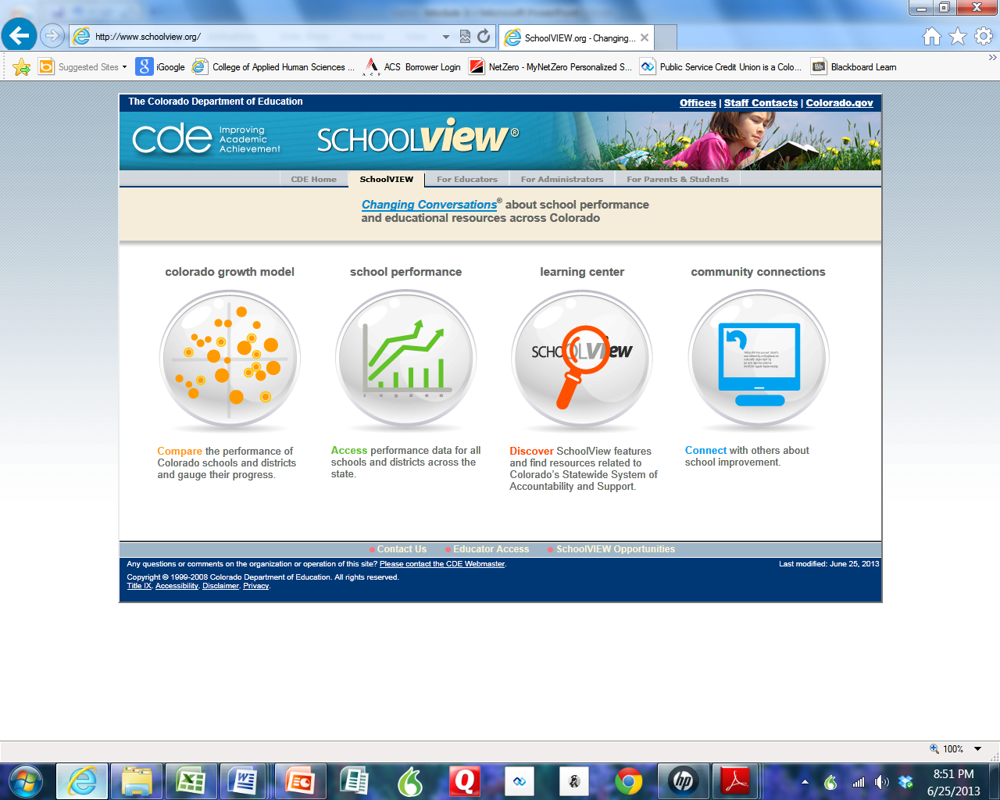 http://www.schoolview.org/
SchoolVIEW.org - Changing...
Suggested Sites
iGoogle
College of Applied Human Sciences ...
ACS Borrower Login
NetZero - MyNetZero Personalized S...
Public Service Credit Union is a Colo...
Blackboard Learn
The Colorado Department of Education
Offices | Staff Contacts | Colorado.gov
cde Improving
Academic
Achievement
SCHOOLview®
CDE Home
SchoolVIEW
For Educators
For Administrators
For Parents & Students
Changing Conversations® about school performance
and educational resources across Colorado
colorado growth model
school performance
learning center
community connections
SCHOOLVIew
Compare the performance of
Colorado schools and districts
and gauge their progress.
Access performance data for all
schools and districts across the
state.
Discover SchoolView features
and find resources related to
Colorado's Statewide System of
Accountability and Support.
Connect with others about
school improvement.
Contact Us
Educator Access
SchoolVIEW Opportunities
Any questions or comments on the organization or operation of this site? Please contact the CDE Webmaster.
Last modified: June 25, 2013
Copyright © 1999-2008 Colorado Department of Education. All rights reserved.
Title IX. Accessibility. Disclaimer. Privacy.
100%
8:51 PM
6/25/2013